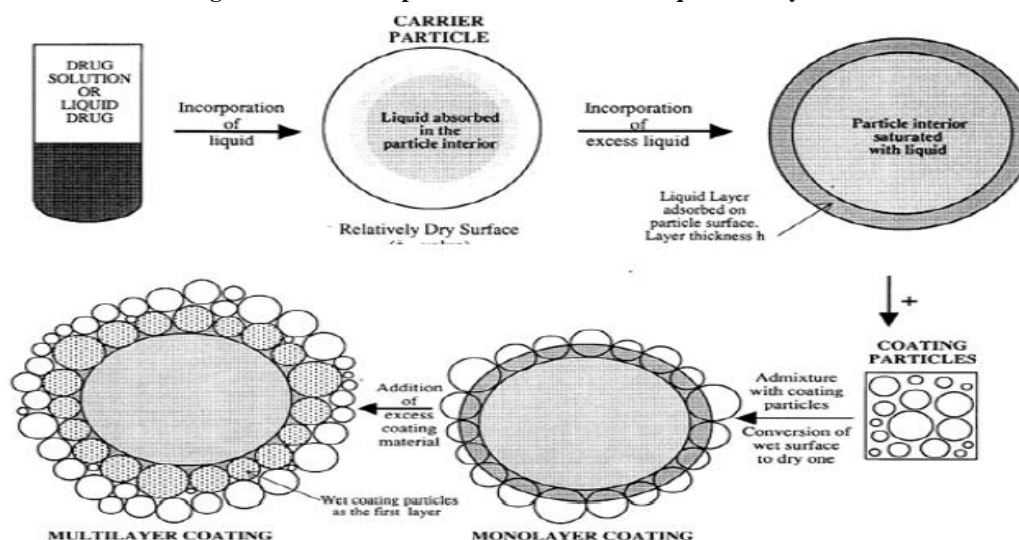 CARRIER
PARTICLE
DRUG
SOLUTION
OR
LIQUID
DRUG
Incorporation
of
liquid
Liquid absorbed
in the
particle interior
Incorporation
of
excess liquid
Particle interior
saturated
with liquid
Relatively Dry Surface
Liquid Layer
adsorbed on
particle surface.
Layer thickness h
+
COATING
PARTICLES
Admixture
with coating
particles
Conversion of
wet surface
to dry one
Addition
of
excess
coating
material
Wet coating particles
as the first layer
MULTILAYER COATING
MONOLAYER COATING